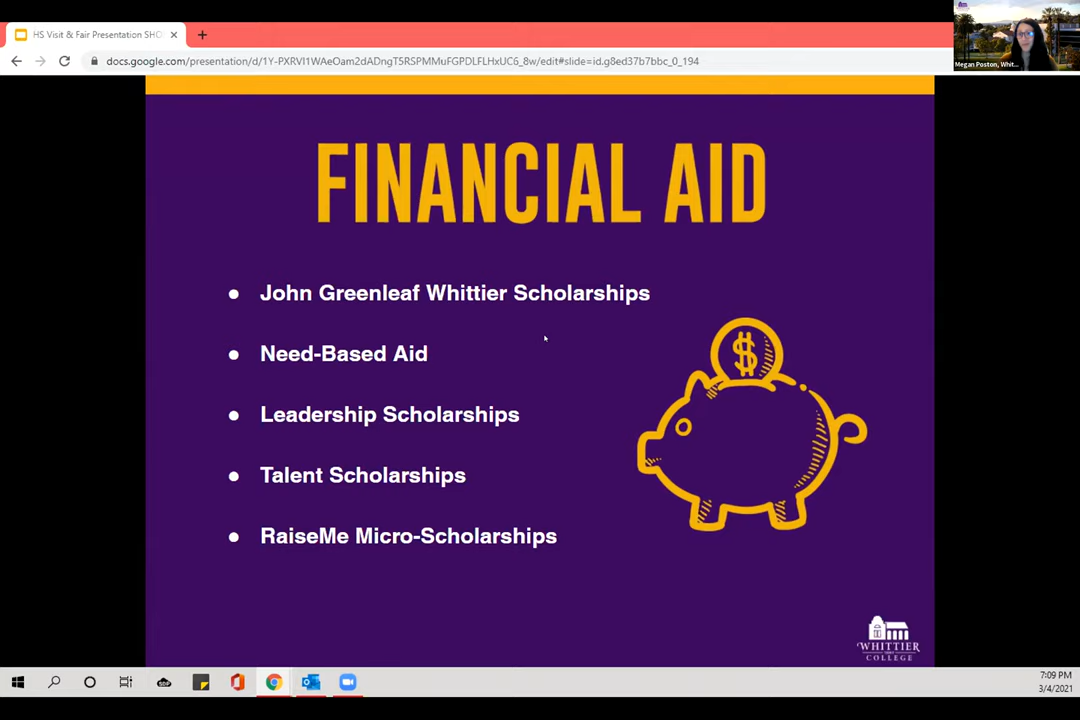 HS Visit & Fair Presentation SHO
docs.google.com/presentation/d/1Y-PXRVI1WAeOam2dADngT5RSPMMuFGPDLFLHxUC6_8w/edit#slide=id.g8ed37b7bbc_0_194
Megan Poston, Whit...
FINANCIAL AID
$
● John Greenleaf Whittier Scholarships
● Need-Based Aid
● Leadership Scholarships
● Talent Scholarships
● RaiseMe Micro-Scholarships
WHITTIER
COLLEGE
7:09 PM
3/4/2021